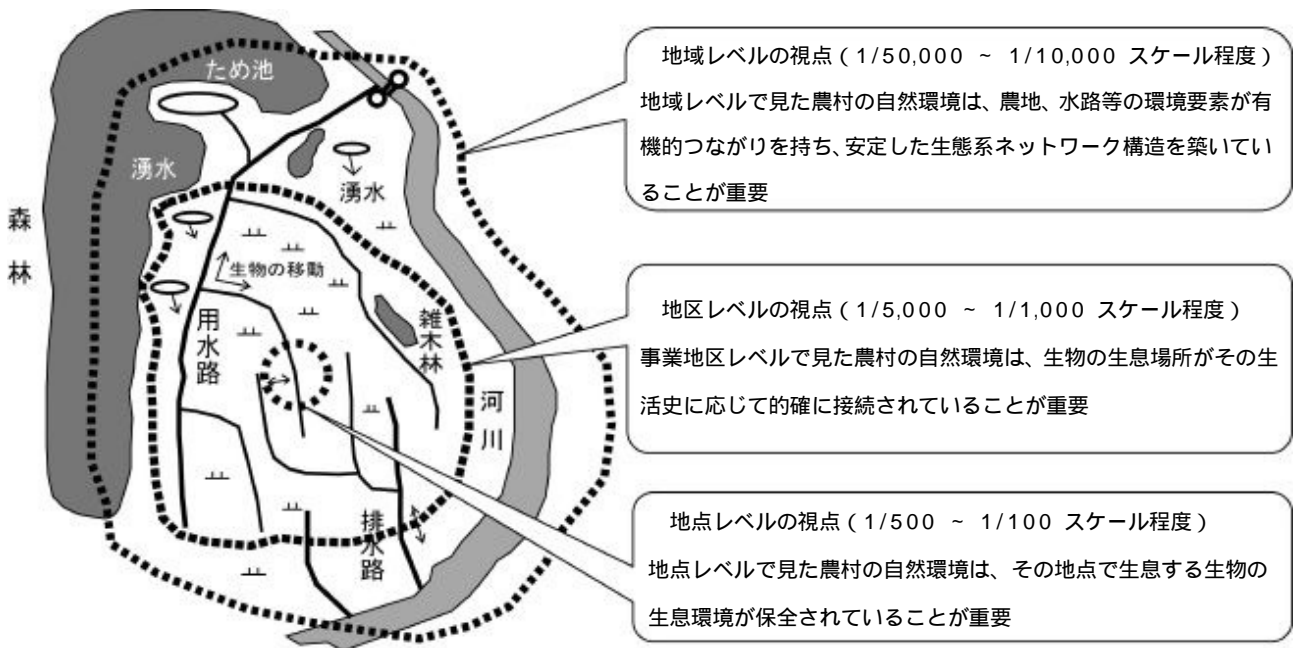 ため池
湧水
湧水
森林
生物の移動
用水路
雑木林
河川
排水路
地域レベルの視点(1/50,000 ~ 1/10,000 スケール程度)
地域レベルで見た農村の自然環境は、農地、水路等の環境要素が有
機的つながりを持ち、安定した生態系ネットワーク構造を築いてい
ることが重要
地区レベルの視点(1/5,000 ~ 1/1,000 スケール程度)
事業地区レベルで見た農村の自然環境は、生物の生息場所がその生
活史に応じて的確に接続されていることが重要
地点レベルの視点(1/500 ~ 1/100 スケール程度)
地点レベルで見た農村の自然環境は、その地点で生息する生物の
生息環境が保全されていることが重要